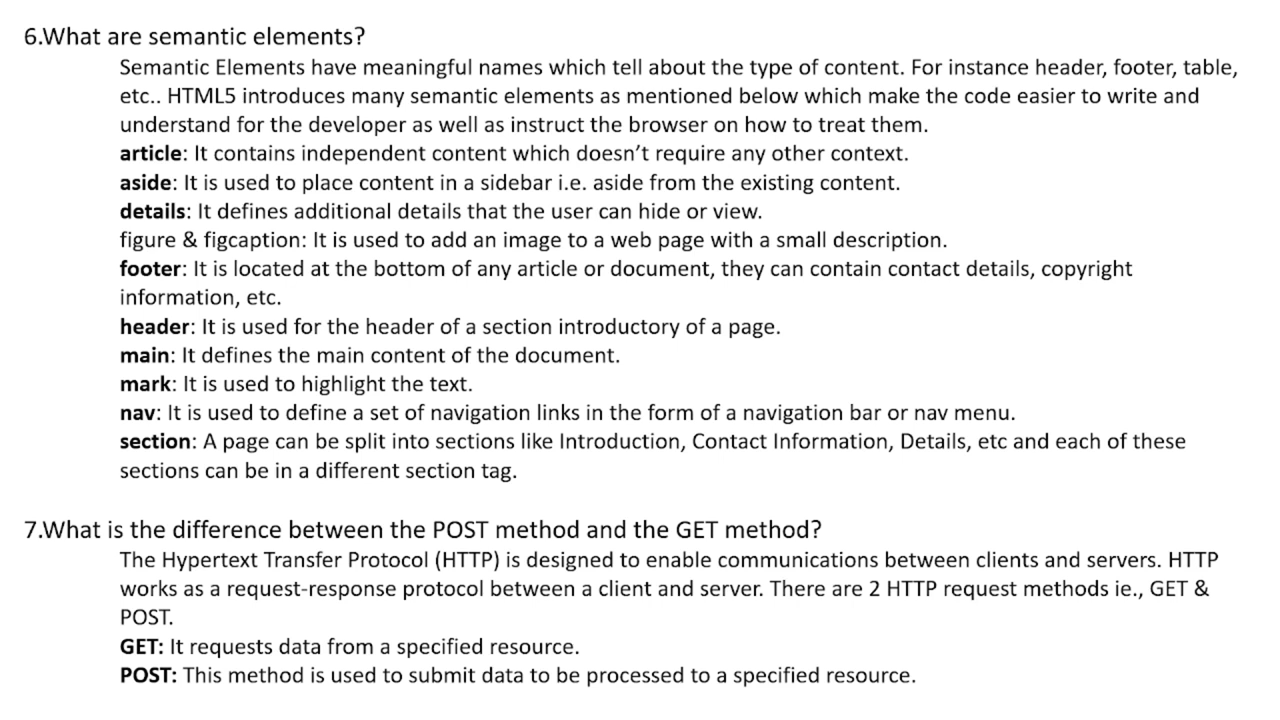 6.What are semantic elements?
Semantic Elements have meaningful names which tell about the type of content. For instance header, footer, table,
etc.. HTML5 introduces many semantic elements as mentioned below which make the code easier to write and
understand for the developer as well as instruct the browser on how to treat them.
article: It contains independent content which doesn’t require any other context.
aside: It is used to place content in a sidebar i.e. aside from the existing content.
details: It defines additional details that the user can hide or view.
figure & figcaption: It is used to add an image to a web page with a small description.
footer: It is located at the bottom of any article or document, they can contain contact details, copyright
information, etc.
header: It is used for the header of a section introductory of a page.
main: It defines the main content of the document.
mark: It is used to highlight the text.
nav: It is used to define a set of navigation links in the form of a navigation bar or nav menu.
section: A page can be split into sections like Introduction, Contact Information, Details, etc and each of these
sections can be in a different section tag.
7.What is the difference between the POST method and the GET method?
The Hypertext Transfer Protocol (HTTP) is designed to enable communications between clients and servers. HTTP
works as a request-response protocol between a client and server. There are 2 HTTP request methods ie., GET &
POST.
GET: It requests data from a specified resource.
POST: This method is used to submit data to be processed to a specified resource.